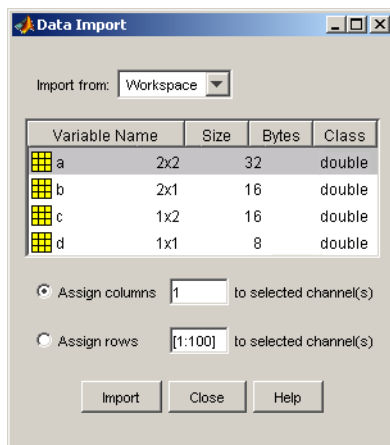 Data Import
Import from: Workspace
Variable Name Size Bytes Class
a 2x2 32 double
b 2x1 16 double
c 1x2 16 double
d 1x1 8 double
Assign columns 1 to selected channel(s)
Assign rows [1:100] to selected channel(s)
Import Close Help